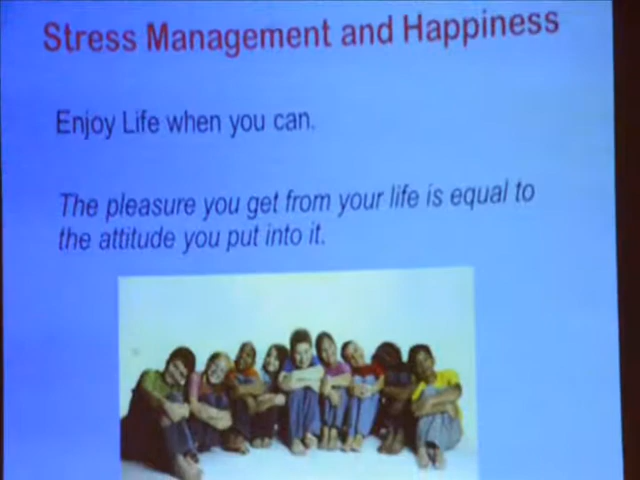 Stress Management and Happiness
Enjoy Life when you can.
The pleasure you get from your life is equal to
the attitude you put into it.